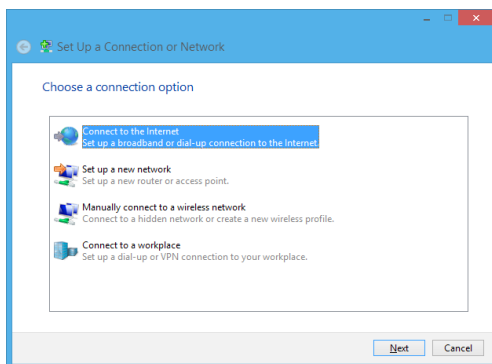 Set Up a Connection or Network
Choose a connection option
Connect to the Internet
Set up a broadband or dial-up connection to the Internet.
Set up a new network
Set up a new router or access point.
Manually connect to a wireless network
Connect to a hidden network or create a new wireless profile.
Connect to a workplace
Set up a dial-up or VPN connection to your workplace.
Next Cancel